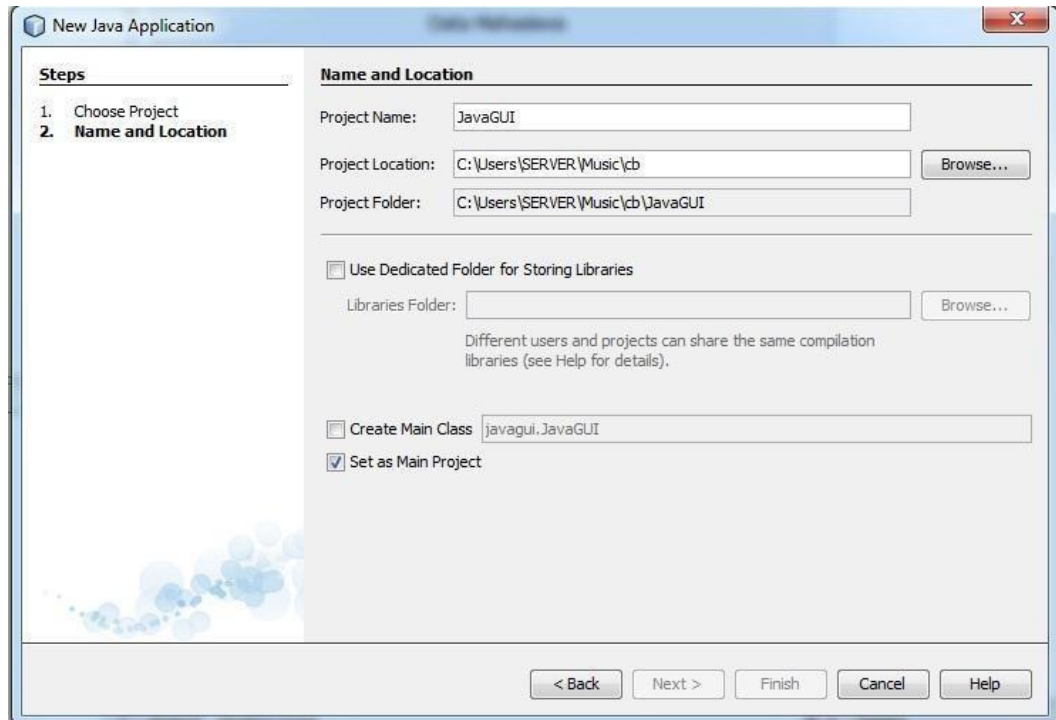 New Java Application
Steps
1. Choose Project
2. Name and Location
Name and Location
Project Name: JavaGUI
Project Location: C:\Users\SERVER\Music\cb Browse...
Project Folder: C:\Users\SERVER\Music\cb\JavaGUI
Use Dedicated Folder for Storing Libraries
Libraries Folder: Browse...
Different users and projects can share the same compilation
libraries (see Help for details).
Create Main Class javagui.JavaGUI
Set as Main Project
< Back Next > Finish Cancel Help